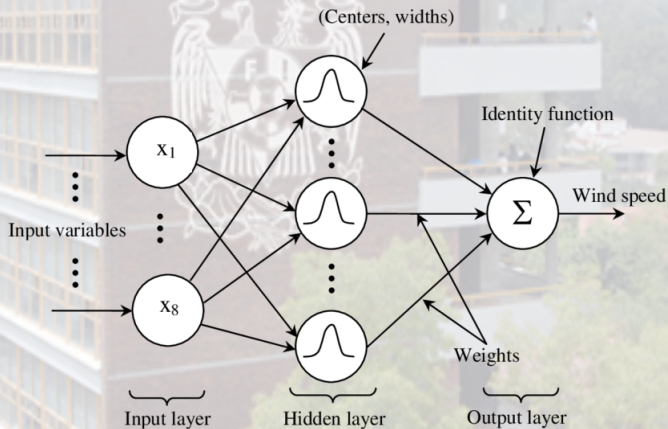 (Centers, widths)
Identity function
x1
Σ
Wind speed
Input variables
x8
Weights
Input layer
Hidden layer
Output layer